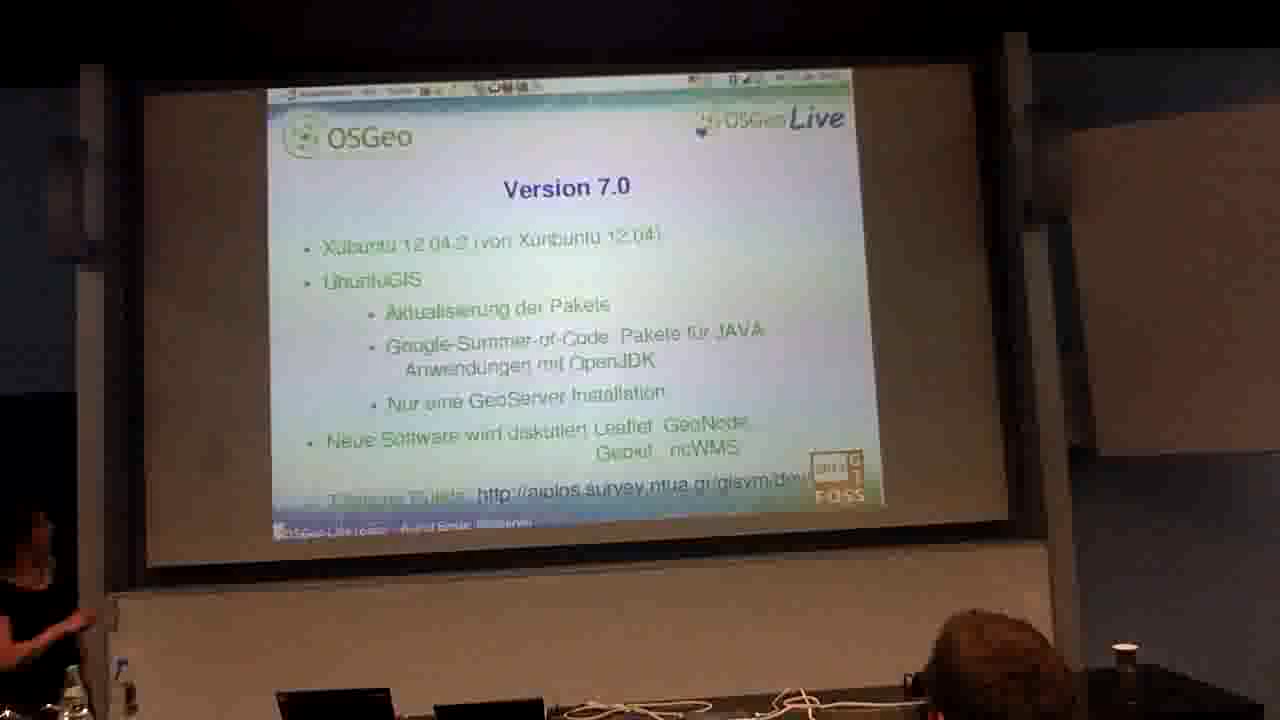 OSGeo
OSGeo Live
Version 7.0
• Xubuntu 12.04.2 (von Xunbuntu 12.04)
• UbuntuGIS
• Aktualisierung der Pakete
• Google-Summer-of-Code Pakete für JAVA
Anwendungen mit OpenJDK
• Nur eine GeoServer Installation
• Neue Software wird diskutiert Leaflet, GeoNode,
ncWMS
http://aiolos.survey.ntua.gr/gisvm/dev/
FOSS